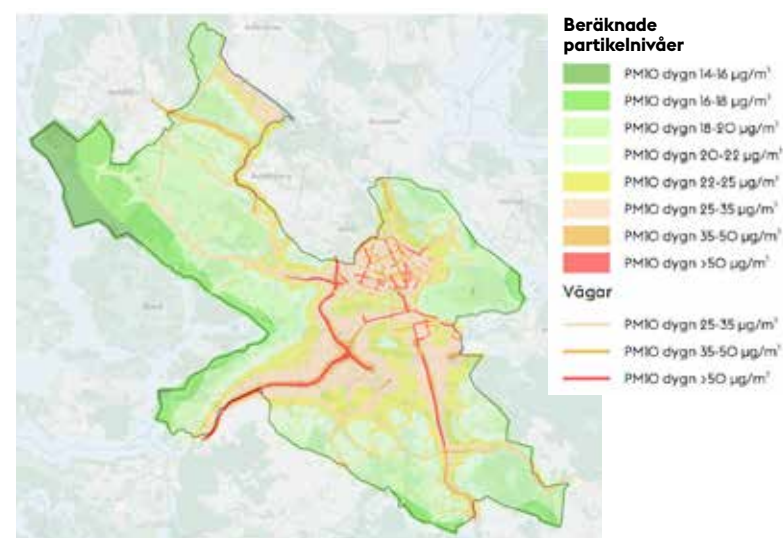 Beräknade
partikelnivåer
PM10 dygn 14-16 µg/m³
PM10 dygn 16-18 µg/m³
PM10 dygn 18-20 µg/m³
PM10 dygn 20-22 µg/m³
PM10 dygn 22-25 µg/m³
PM10 dygn 25-35 µg/m³
PM10 dygn 35-50 µg/m³
PM10 dygn >50 µg/m³
Vägar
PM10 dygn 25-35 µg/m³
PM10 dygn 35-50 µg/m³
PM10 dygn >50 µg/m³